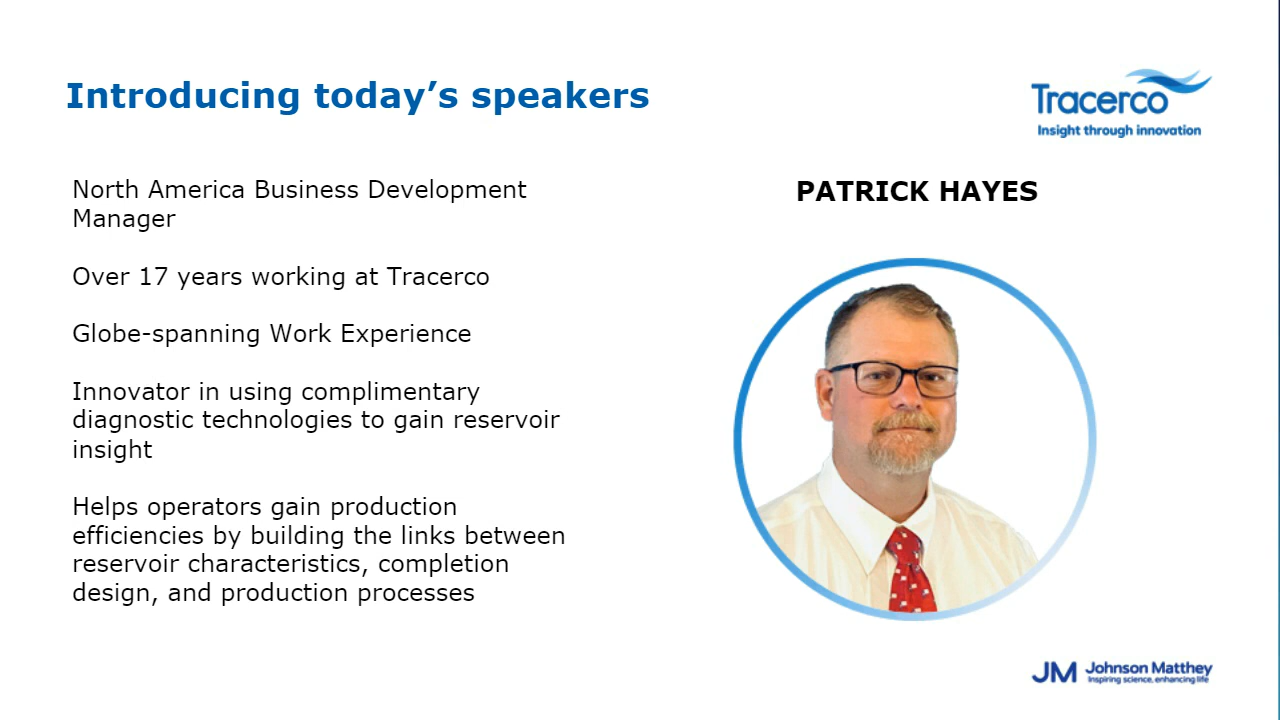 Introducing today’s speakers
Tracerco
Insight through innovation
North America Business Development
Manager
Over 17 years working at Tracerco
Globe-spanning Work Experience
Innovator in using complimentary
diagnostic technologies to gain reservoir
insight
Helps operators gain production
efficiencies by building the links between
reservoir characteristics, completion
design, and production processes
PATRICK HAYES
JM Johnson Matthey
Inspiring science, enhancing life